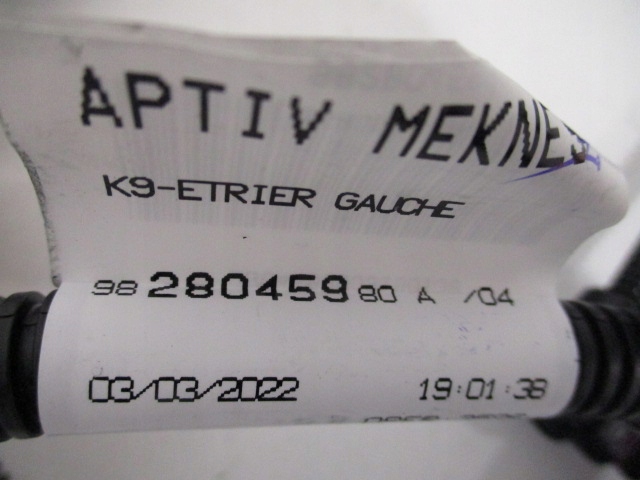 APTIV MEKNES
K9-ETRIER GAUCHE
98 280459 80 A /04
03/03/2022 19:01:38